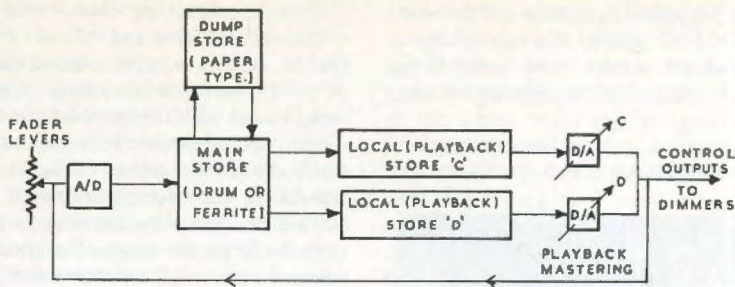 DUMP
STORE
( PAPER
TYPE.)
FADER
LEVERS
A/D
MAIN
STORE
( DRUM OR
FERRITE]
LOCAL (PLAYBACK)
STORE 'C'
LOCAL (PLAYBACK)
STORE 'D'
D/A
C
D/A
D
CONTROL
OUTPUTS
TO
DIMMERS
PLAYBACK
MASTERING